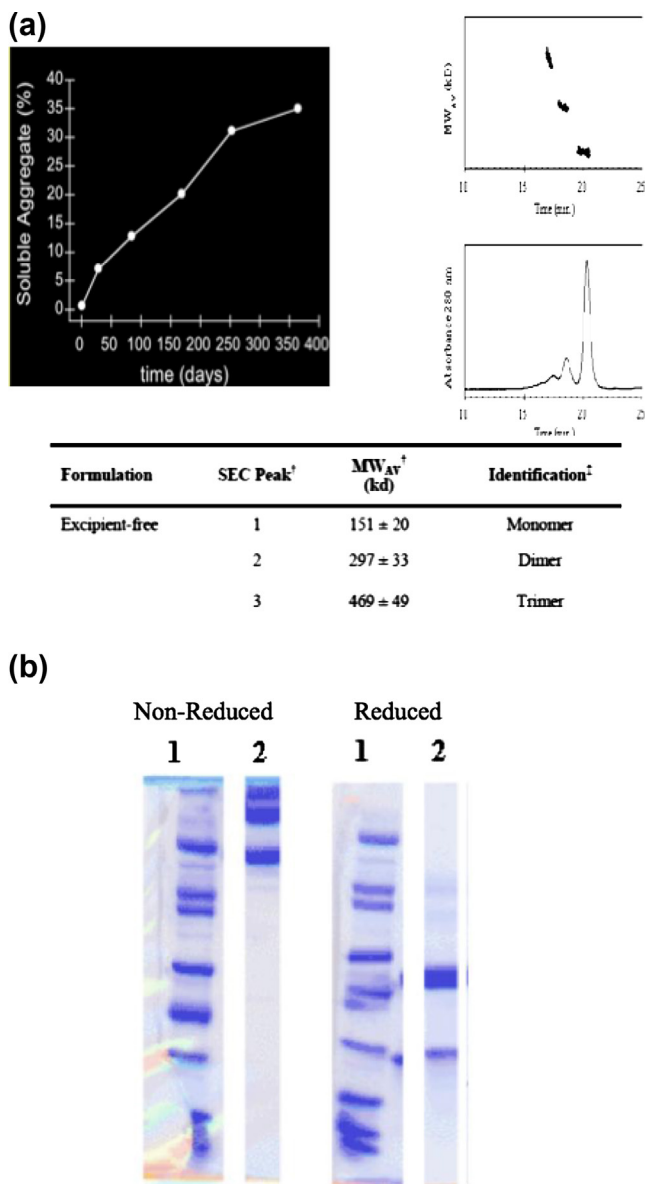 (a)
Soluble Aggregate (%)
40
35
30
25
20
15
10
5
0
0 50 100 150 200 250 300 350 400
time (days)
MW_AV (kD)
10 15 20 25
Time (min.)
Absorbance 280 nm
10 15 20 25
Time (min.)
Formulation SEC Peak† MW_AV† (kd) Identification‡
Excipient-free 1 151 ± 20 Monomer
2 297 ± 33 Dimer
3 469 ± 49 Trimer
(b)
Non-Reduced Reduced
1 2 1 2